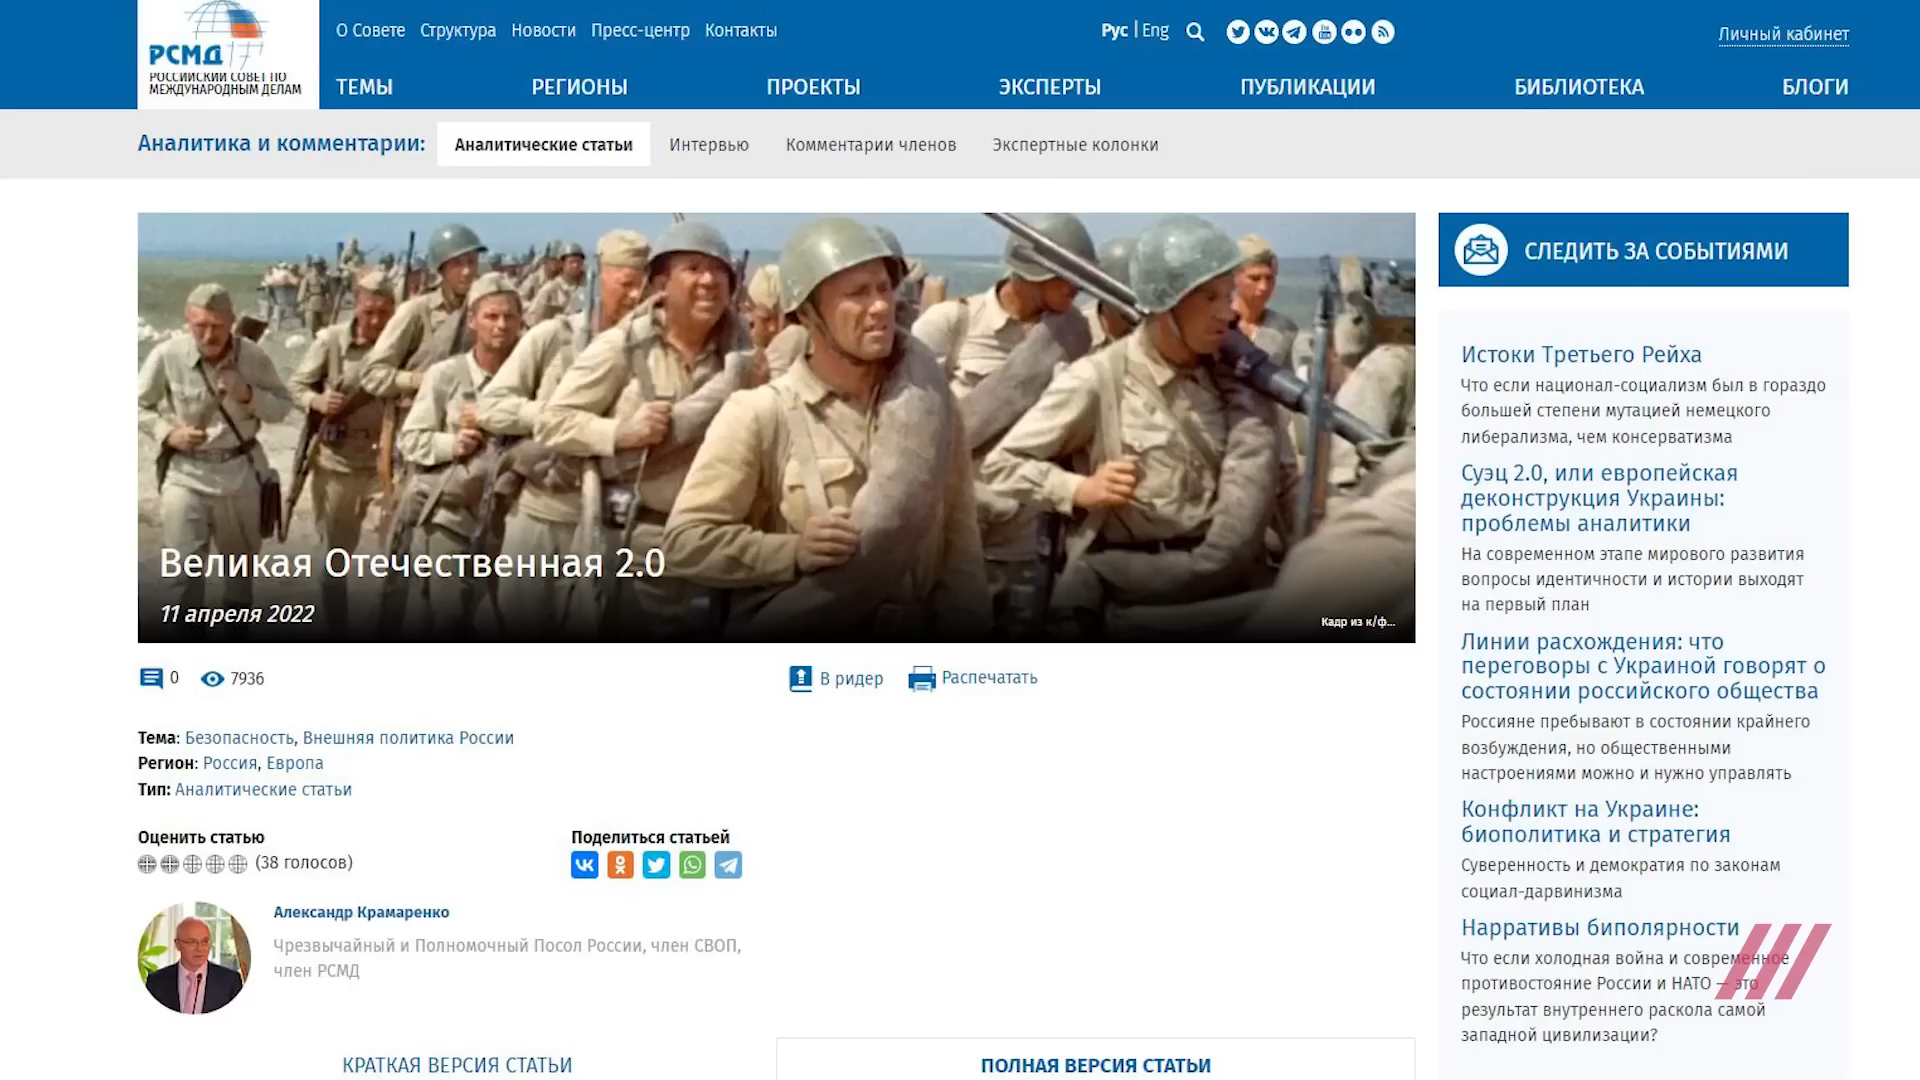 РСМД
РОССИЙСКИЙ СОВЕТ ПО
МЕЖДУНАРОДНЫМ ДЕЛАМ
О Совете Структура Новости Пресс-центр Контакты
Рус | Eng
Личный кабинет
ТЕМЫ РЕГИОНЫ ПРОЕКТЫ ЭКСПЕРТЫ ПУБЛИКАЦИИ БИБЛИОТЕКА БЛОГИ
Аналитика и комментарии: Аналитические статьи Интервью Комментарии членов Экспертные колонки
Великая Отечественная 2.0
11 апреля 2022
Кадр из к/ф...
0 7936
В ридер Распечатать
Тема: Безопасность, Внешняя политика России
Регион: Россия, Европа
Тип: Аналитические статьи
Оценить статью
(38 голосов)
Поделиться статьей
Александр Крамаренко
Чрезвычайный и Полномочный Посол России, член СВОП,
член РСМД
КРАТКАЯ ВЕРСИЯ СТАТЬИ
ПОЛНАЯ ВЕРСИЯ СТАТЬИ
СЛЕДИТЬ ЗА СОБЫТИЯМИ
Истоки Третьего Рейха
Что если национал-социализм был в гораздо
большей степени мутацией немецкого
либерализма, чем консерватизма
Суэц 2.0, или европейская
деконструкция Украины:
проблемы аналитики
На современном этапе мирового развития
вопросы идентичности и истории выходят
на первый план
Линии расхождения: что
переговоры с Украиной говорят о
состоянии российского общества
Россияне пребывают в состоянии крайнего
возбуждения, но общественными
настроениями можно и нужно управлять
Конфликт на Украине:
биополитика и стратегия
Суверенность и демократия по законам
социал-дарвинизма
Нарративы биполярности
Что если холодная война и современное
противостояние России и НАТО — это
результат внутреннего раскола самой
западной цивилизации?